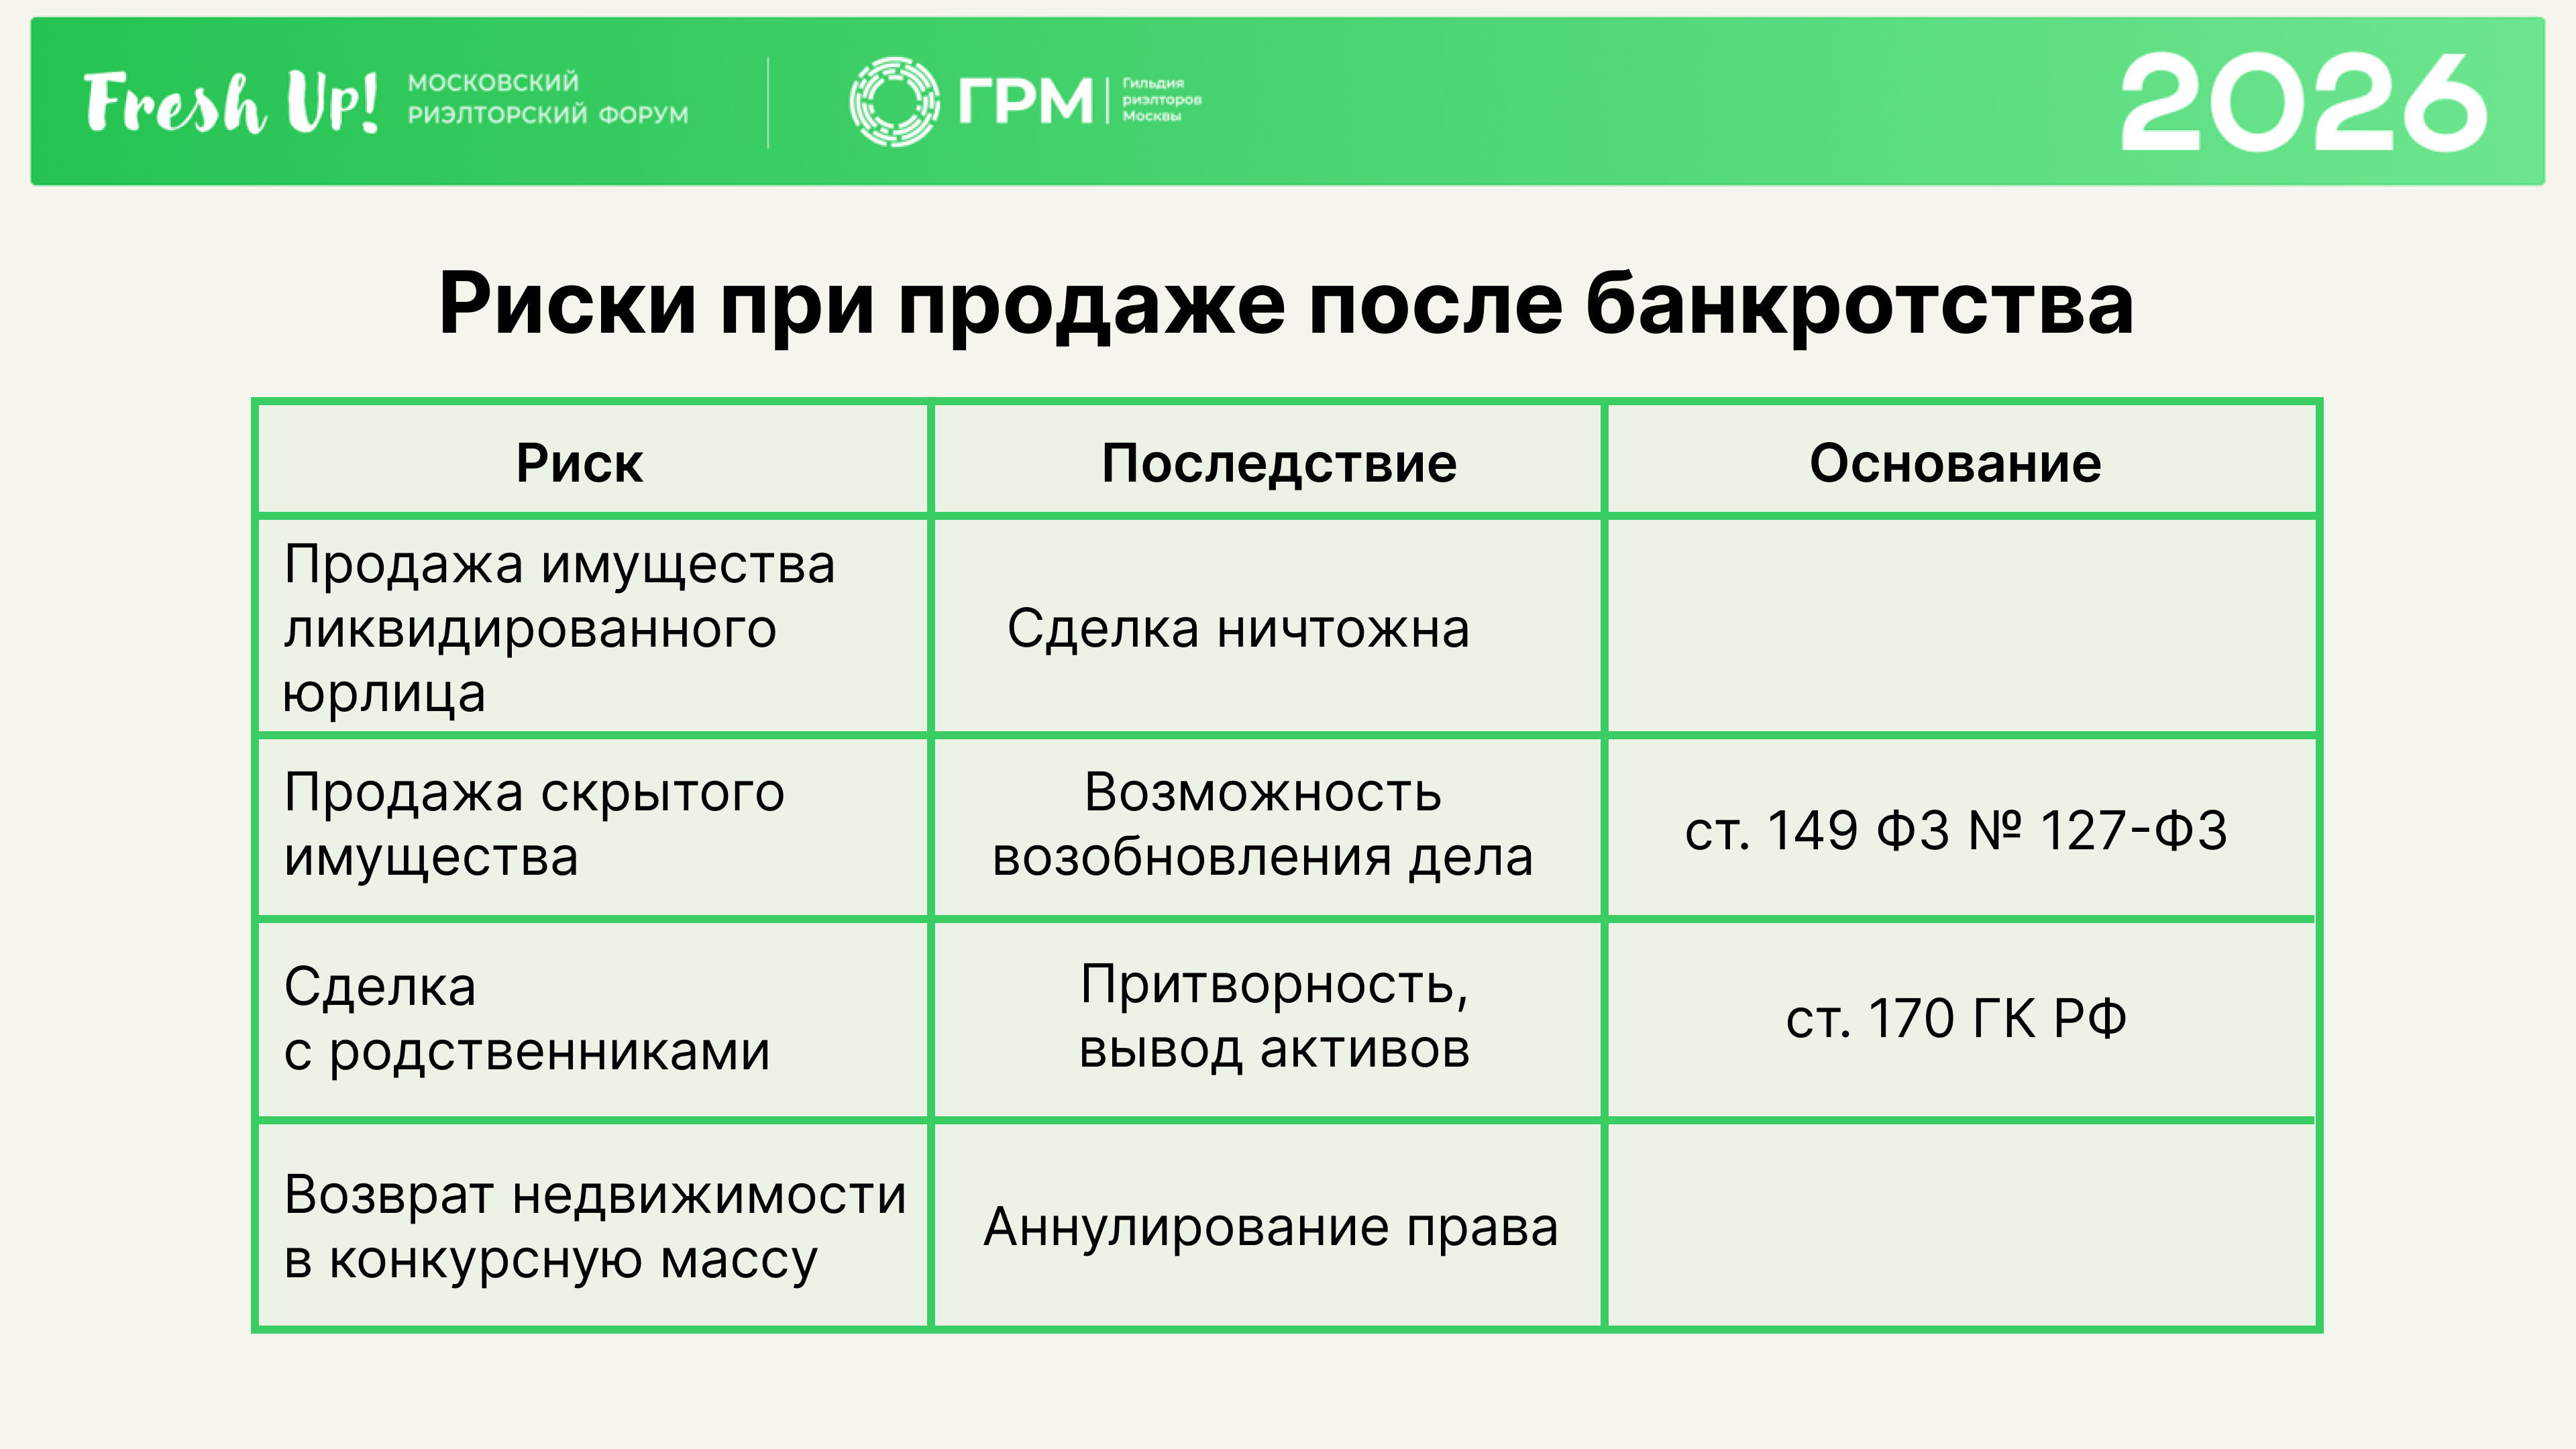 Fresh Up!
МОСКОВСКИЙ
РИЭЛТОРСКИЙ ФОРУМ
ГРМ
Гильдия
риэлторов
Москвы
2026
Риски при продаже после банкротства
Риск
Последствие
Основание
Продажа имущества
ликвидированного
юрлица
Сделка ничтожна
Продажа скрытого
имущества
Возможность
возобновления дела
ст. 149 ФЗ № 127-ФЗ
Сделка
с родственниками
Притворность,
вывод активов
ст. 170 ГК РФ
Возврат недвижимости
в конкурсную массу
Аннулирование права